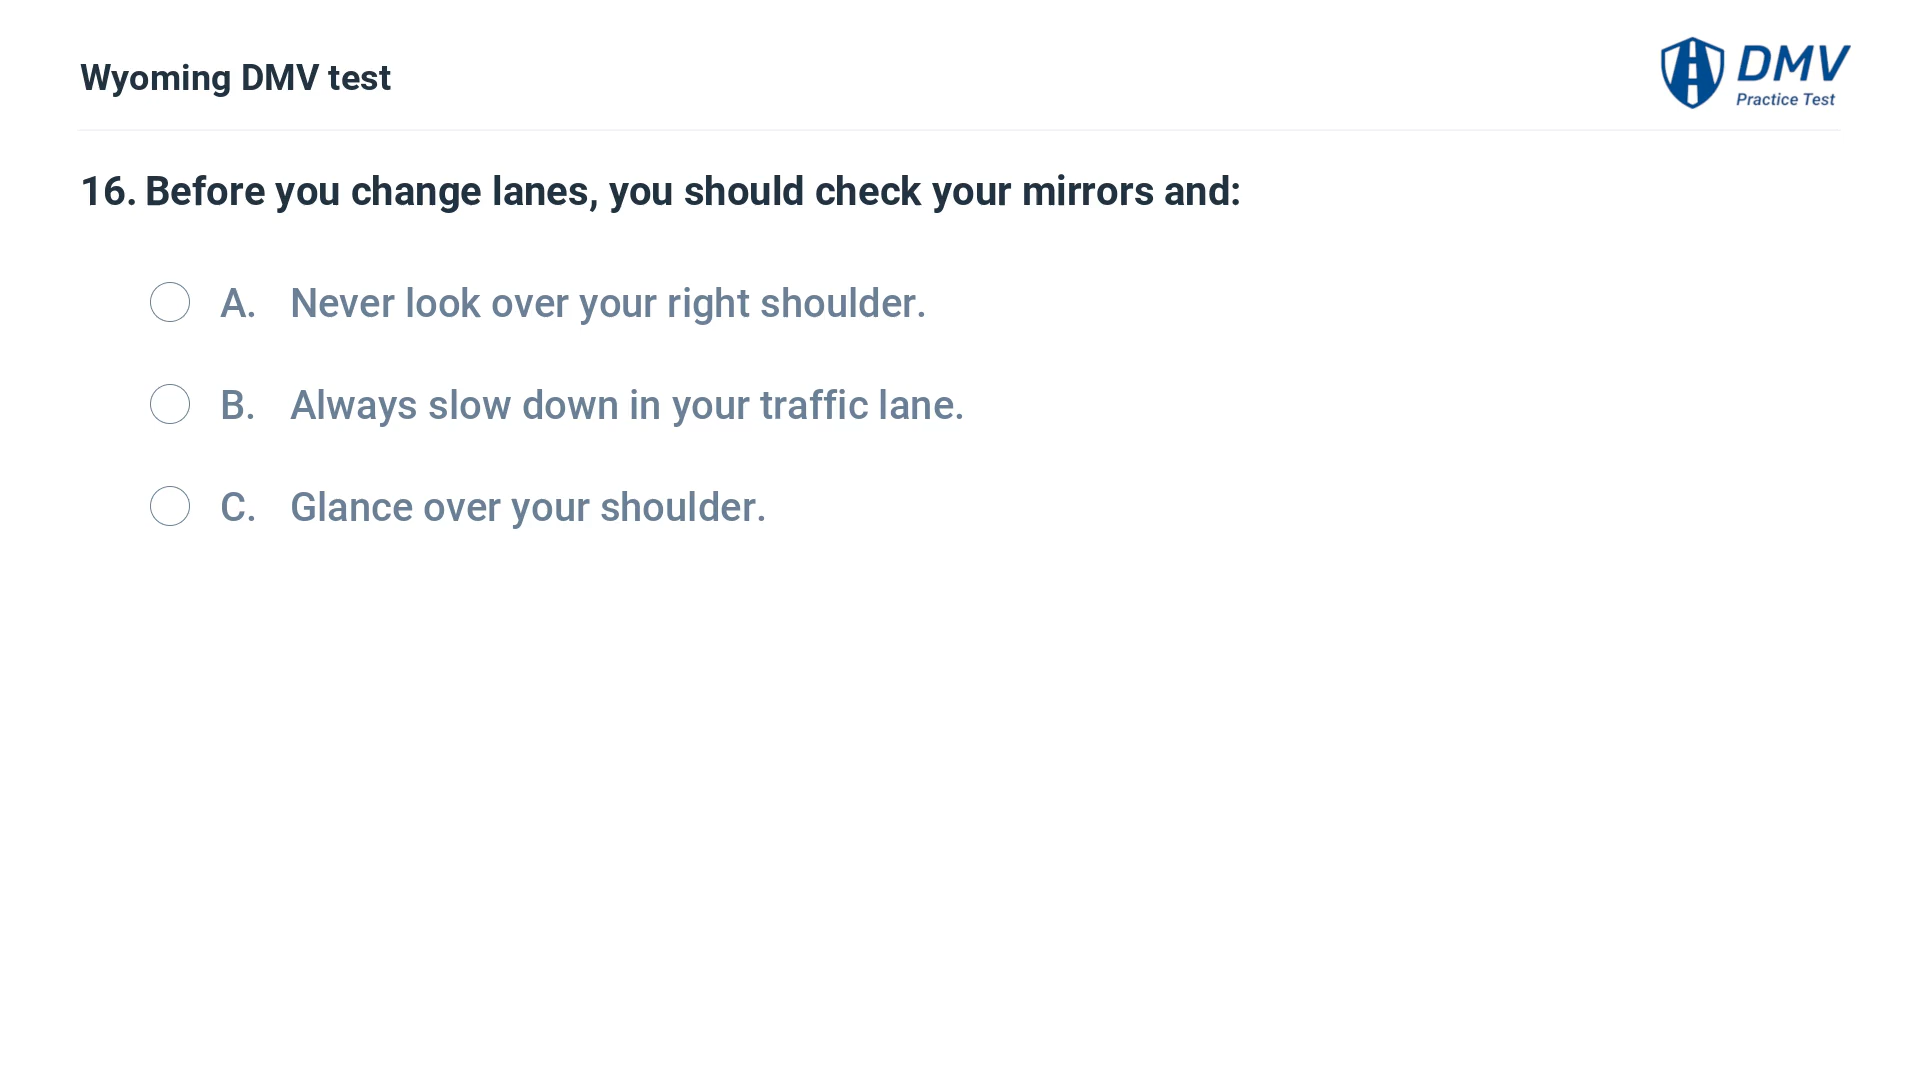 Wyoming DMV test
DMV
Practice Test
16. Before you change lanes, you should check your mirrors and:
A. Never look over your right shoulder.
B. Always slow down in your traffic lane.
C. Glance over your shoulder.